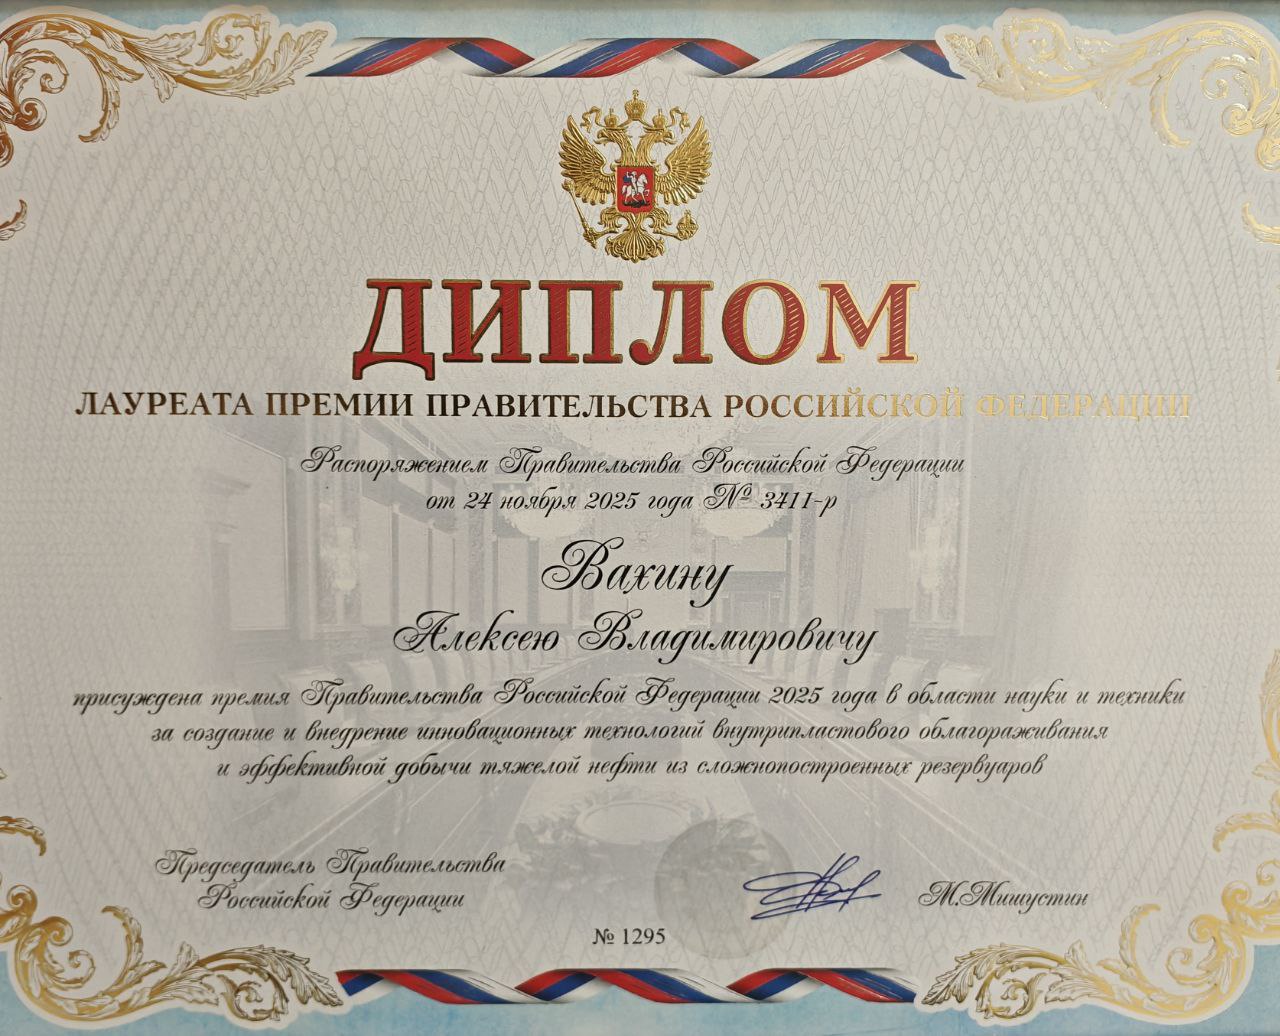 ДИПЛОМ
ЛАУРЕАТА ПРЕМИИ ПРАВИТЕЛЬСТВА РОССИЙСКОЙ ФЕДЕРАЦИИ
Распоряжением Правительства Российской Федерации
от 24 ноября 2025 года № 3411-р
Вахину
Алексею Владимировичу
присуждена премия Правительства Российской Федерации 2025 года в области науки и техники
за создание и внедрение инновационных технологий внутрипластового облагораживания
и эффективной добычи тяжелой нефти из сложнопостроенных резервуаров
Председатель Правительства
Российской Федерации
М.Мишустин
№ 1295